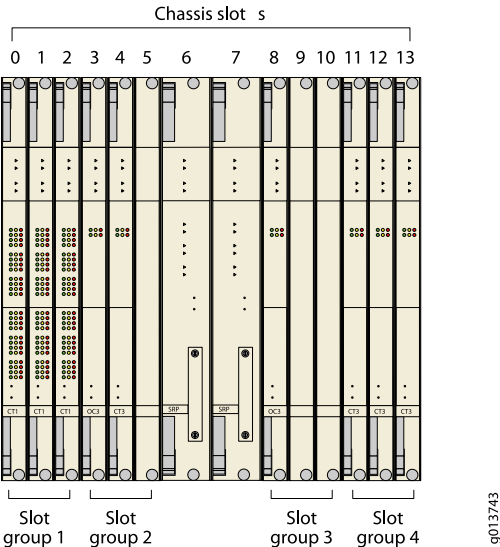 Chassis slot s
0 1 2 3 4 5 6 7 8 9 10 11 12 13
CT1 CT1 CT1 OC3 CT3 SRP SRP OC3 CT3 CT3 CT3
Slot group 1
Slot group 2
Slot group 3
Slot group 4
g013743